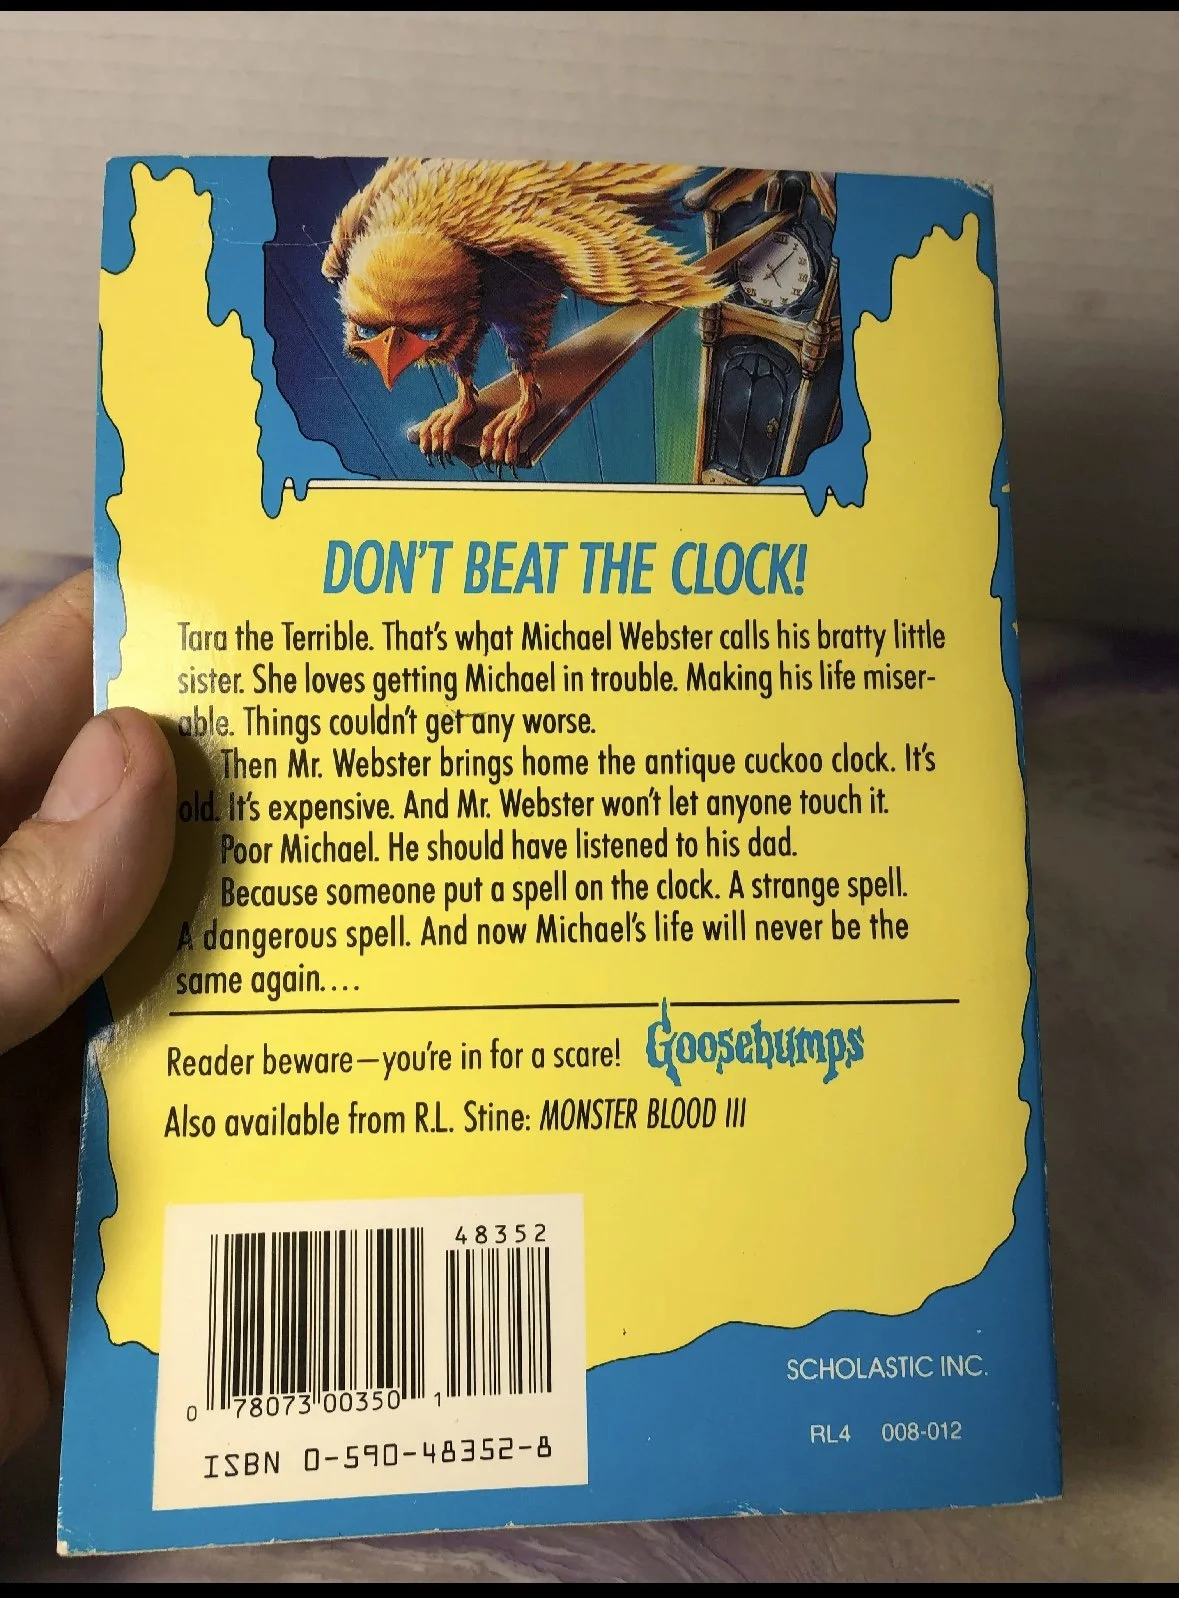 DON'T BEAT THE CLOCK!
Tara the Terrible. That's what Michael Webster calls his bratty little
sister. She loves getting Michael in trouble. Making his life miser-
able. Things couldn't get any worse.
Then Mr. Webster brings home the antique cuckoo clock. It's
old. It's expensive. And Mr. Webster won't let anyone touch it.
Poor Michael. He should have listened to his dad.
Because someone put a spell on the clock. A strange spell.
A dangerous spell. And now Michael's life will never be the
same again....
Reader beware—you're in for a scare! Goosebumps
Also available from R.L. Stine: MONSTER BLOOD III
48352
0 78073 00350 1
ISBN 0-590-48352-8
SCHOLASTIC INC.
RL4 008-012